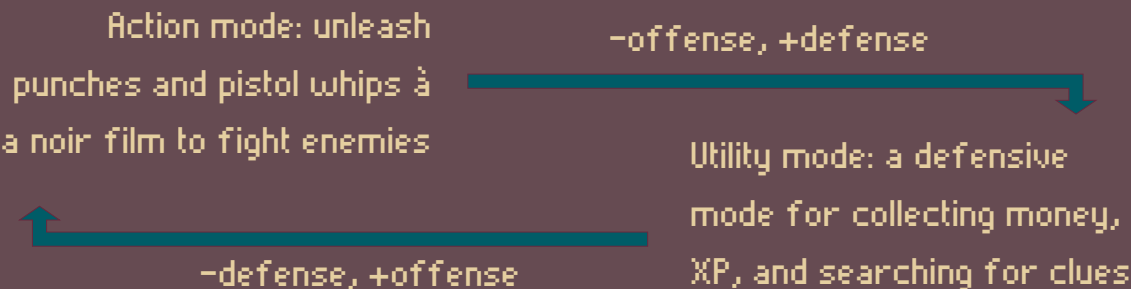 Action mode: unleash
punches and pistol whips à
a noir film to fight enemies
-offense, +defense
Utility mode: a defensive
mode for collecting money,
XP, and searching for clues
-defense, +offense